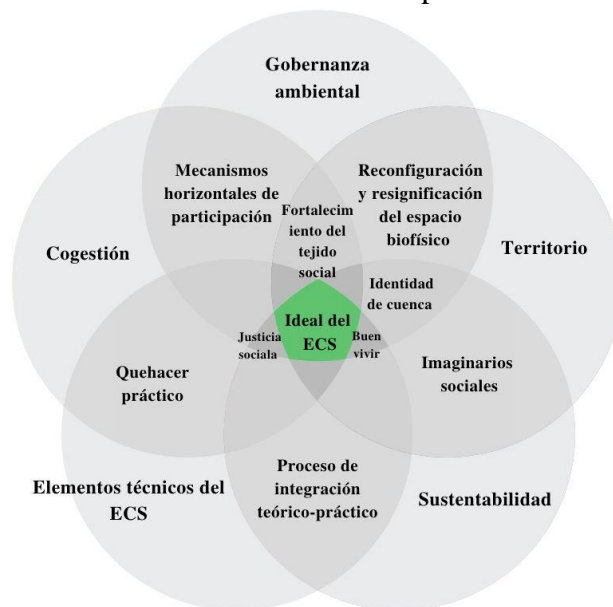 Gobernanza
ambiental
Mecanismos
horizontales de
participación
Reconfiguración
y resignificación
del espacio
biofísico
Fortalecim
iento del
tejido
social
Cogestión
Territorio
Identidad
de cuenca
Ideal del
ECS
Justicia
sociala
Buen
vivir
Quehacer
práctico
Imaginarios
sociales
Elementos técnicos del
ECS
Proceso de
integración
teórico-práctico
Sustentabilidad